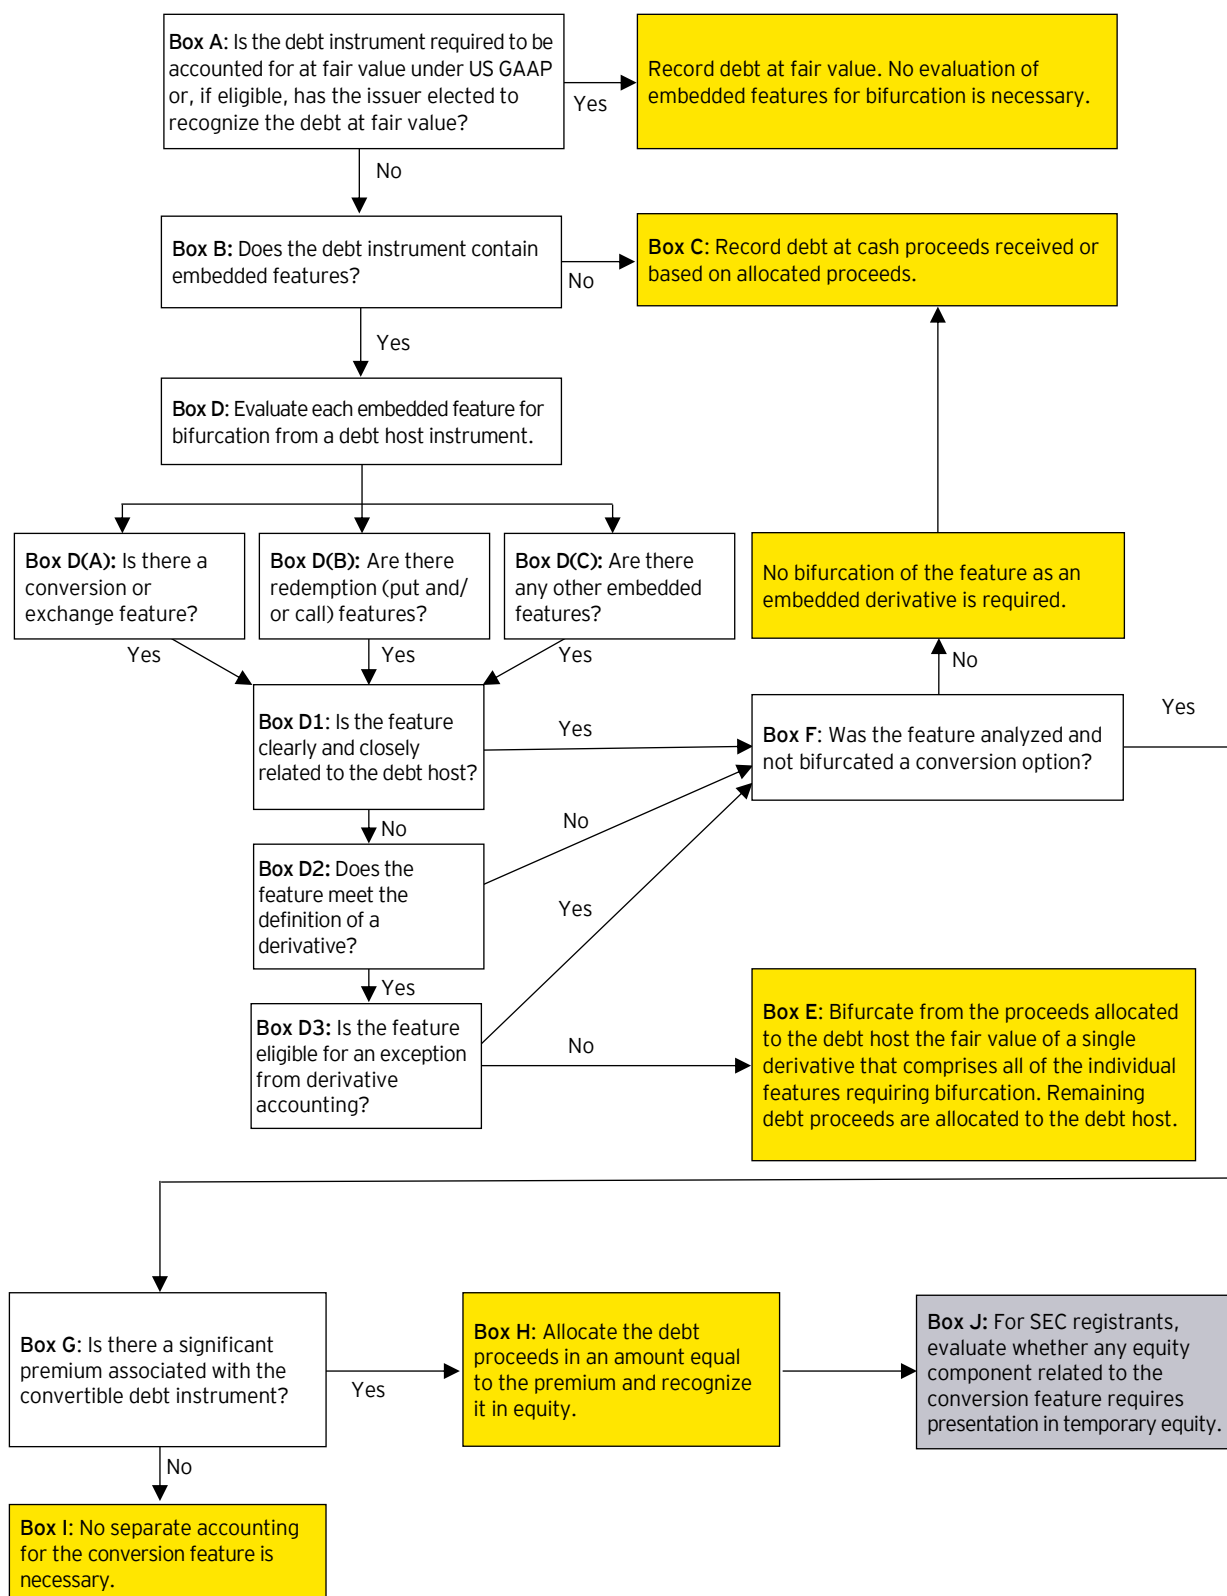 Box A: Is the debt instrument required to be
accounted for at fair value under US GAAP
or, if eligible, has the issuer elected to
recognize the debt at fair value?
Yes
Record debt at fair value. No evaluation of
embedded features for bifurcation is necessary.
No
Box B: Does the debt instrument contain
embedded features?
No
Box C: Record debt at cash proceeds received or
based on allocated proceeds.
Yes
Box D: Evaluate each embedded feature for
bifurcation from a debt host instrument.
Box D(A): Is there a
conversion or
exchange feature?
Box D(B): Are there
redemption (put and/
or call) features?
Box D(C): Are there
any other embedded
features?
No bifurcation of the feature as an
embedded derivative is required.
Yes
Yes
Yes
No
Box D1: Is the feature
clearly and closely
related to the debt host?
Yes
Box F: Was the feature analyzed and
not bifurcated a conversion option?
Yes
No
No
Box D2: Does the
feature meet the
definition of a
derivative?
Yes
Yes
Box D3: Is the feature
eligible for an exception
from derivative
accounting?
No
Box E: Bifurcate from the proceeds allocated
to the debt host the fair value of a single
derivative that comprises all of the individual
features requiring bifurcation. Remaining
debt proceeds are allocated to the debt host.
Box G: Is there a significant
premium associated with the
convertible debt instrument?
Yes
Box H: Allocate the debt
proceeds in an amount equal
to the premium and recognize
it in equity.
Box J: For SEC registrants,
evaluate whether any equity
component related to the
conversion feature requires
presentation in temporary equity.
No
Box I: No separate accounting
for the conversion feature is
necessary.